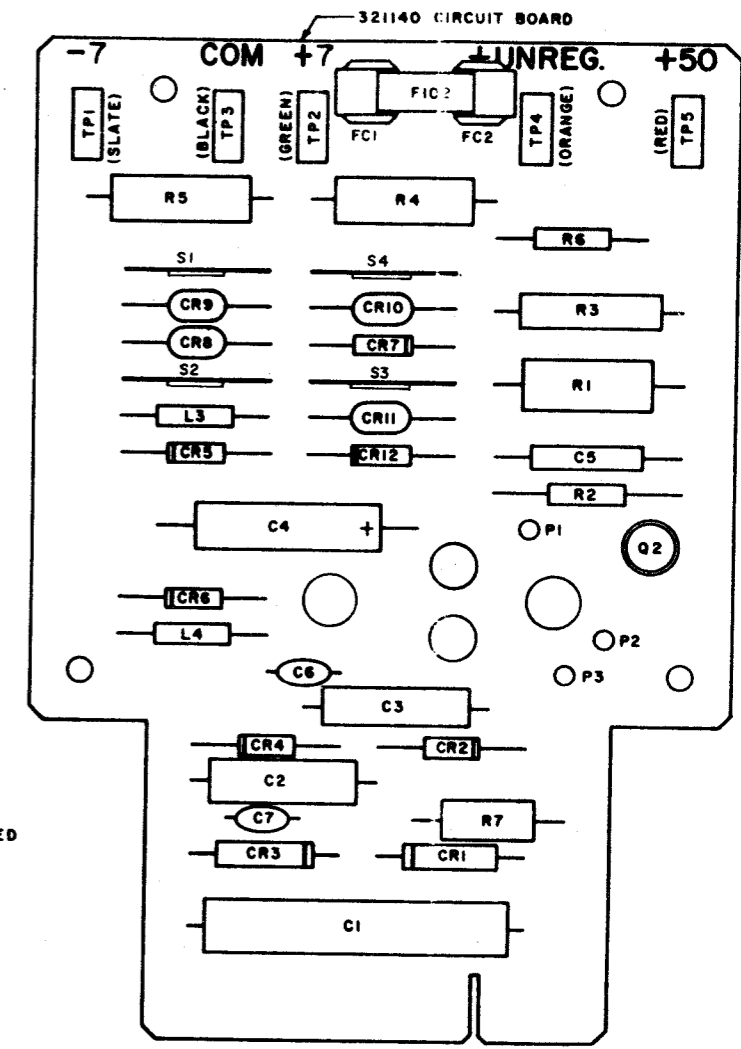 321140 CIRCUIT BOARD
-7 COM +7 UNREG. +50
TP1 (SLATE) (BLACK) TP3 (GREEN) TP2 F102 TP4 (ORANGE) (RED) TP5
FC1 FC2
R5 R4
R6
S1 S4
CR9 CR10 R3
CR8 CR7
S2 S3 R1
L3 CR11
CR5 CR12 C5
R2
C4 + P1
Q2
CR6
L4 P2
C6 P3
C3
CR4 CR2
C2
C7 R7
ED
CR3 CR1
C1